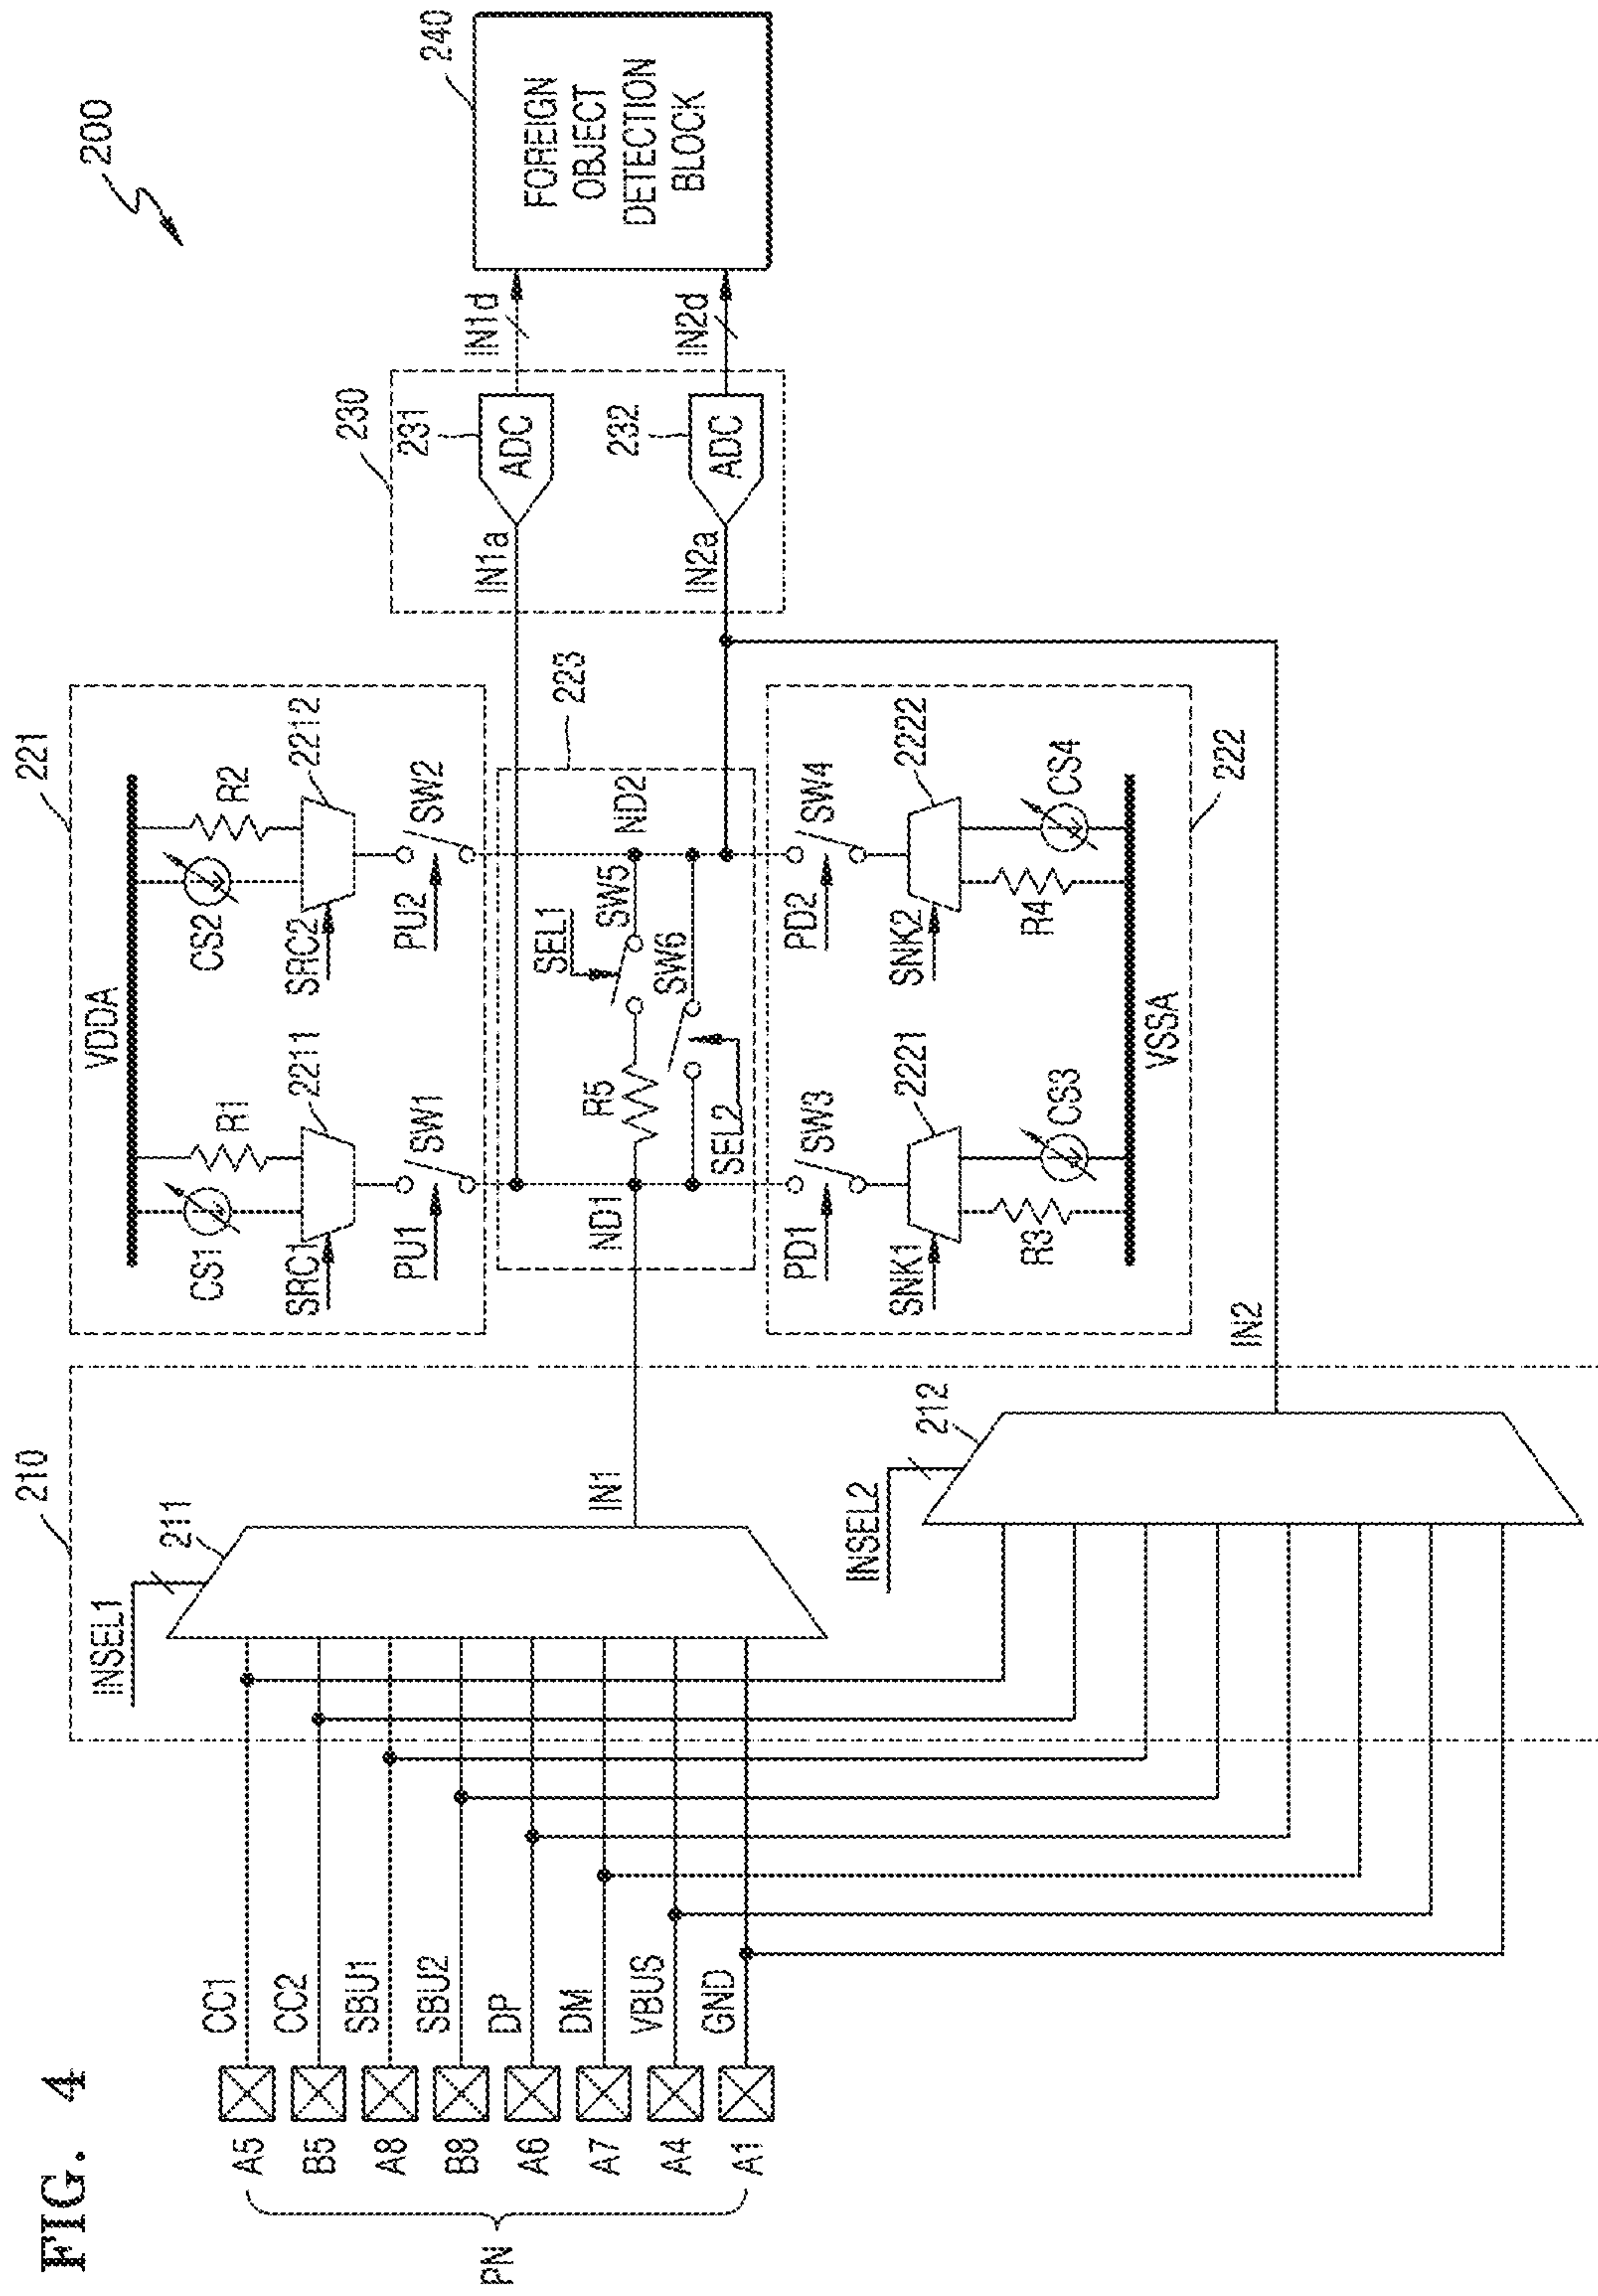 FIG. 4
200
PN
A5
CC1
B5
CC2
A8
SBU1
B8
SBU2
A6
DP
A7
DM
A4
VBUS
A1
GND
210
INSEL1
211
IN1
INSEL2
212
IN2
221
VDDA
CS1
R1
CS2
R2
SRC1
2211
SRC2
2212
PU1
SW1
PU2
SW2
223
ND1
ND2
R5
SEL1
SW5
SW6
SEL2
PD1
SW3
PD2
SW4
SNK1
2221
SNK2
2222
R3
CS3
R4
CS4
VSSA
222
230
IN1a
231
ADC
IN1d
IN2a
232
ADC
IN2d
240
FOREIGN
OBJECT
DETECTION
BLOCK